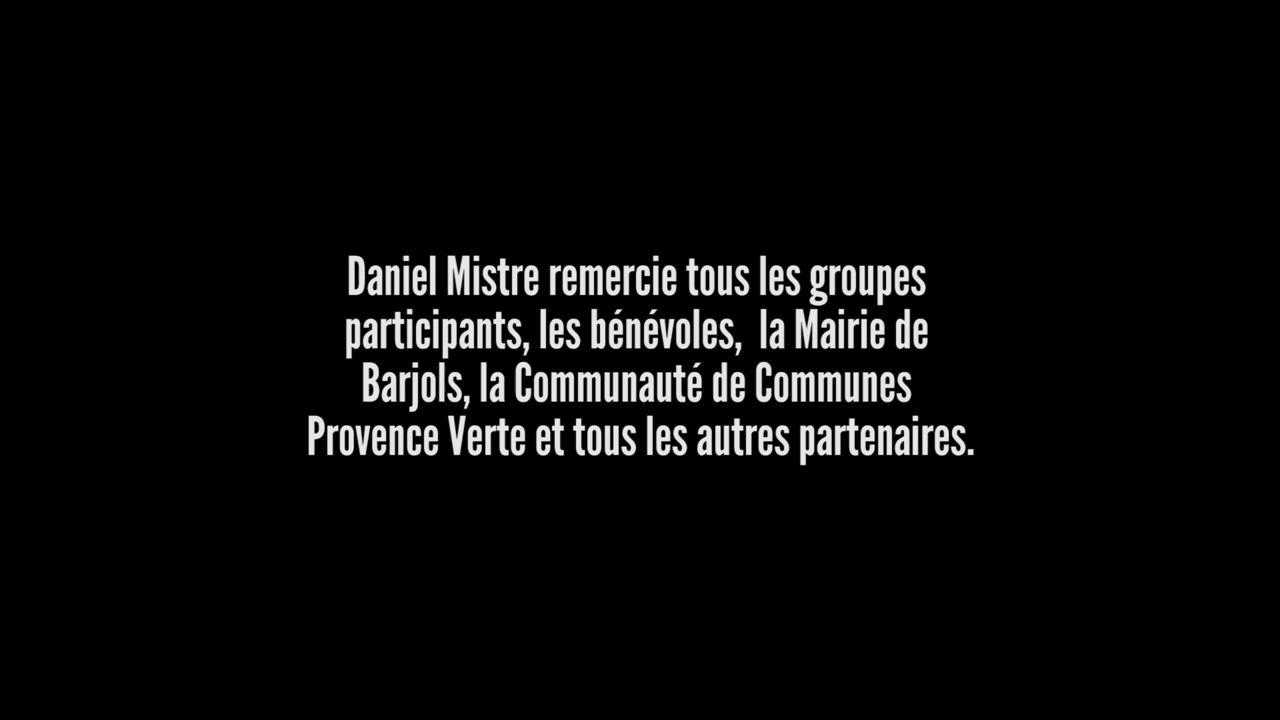 Daniel Mistre remercie tous les groupes
participants, les bénévoles,  la Mairie de
Barjols, la Communauté de Communes
Provence Verte et tous les autres partenaires.